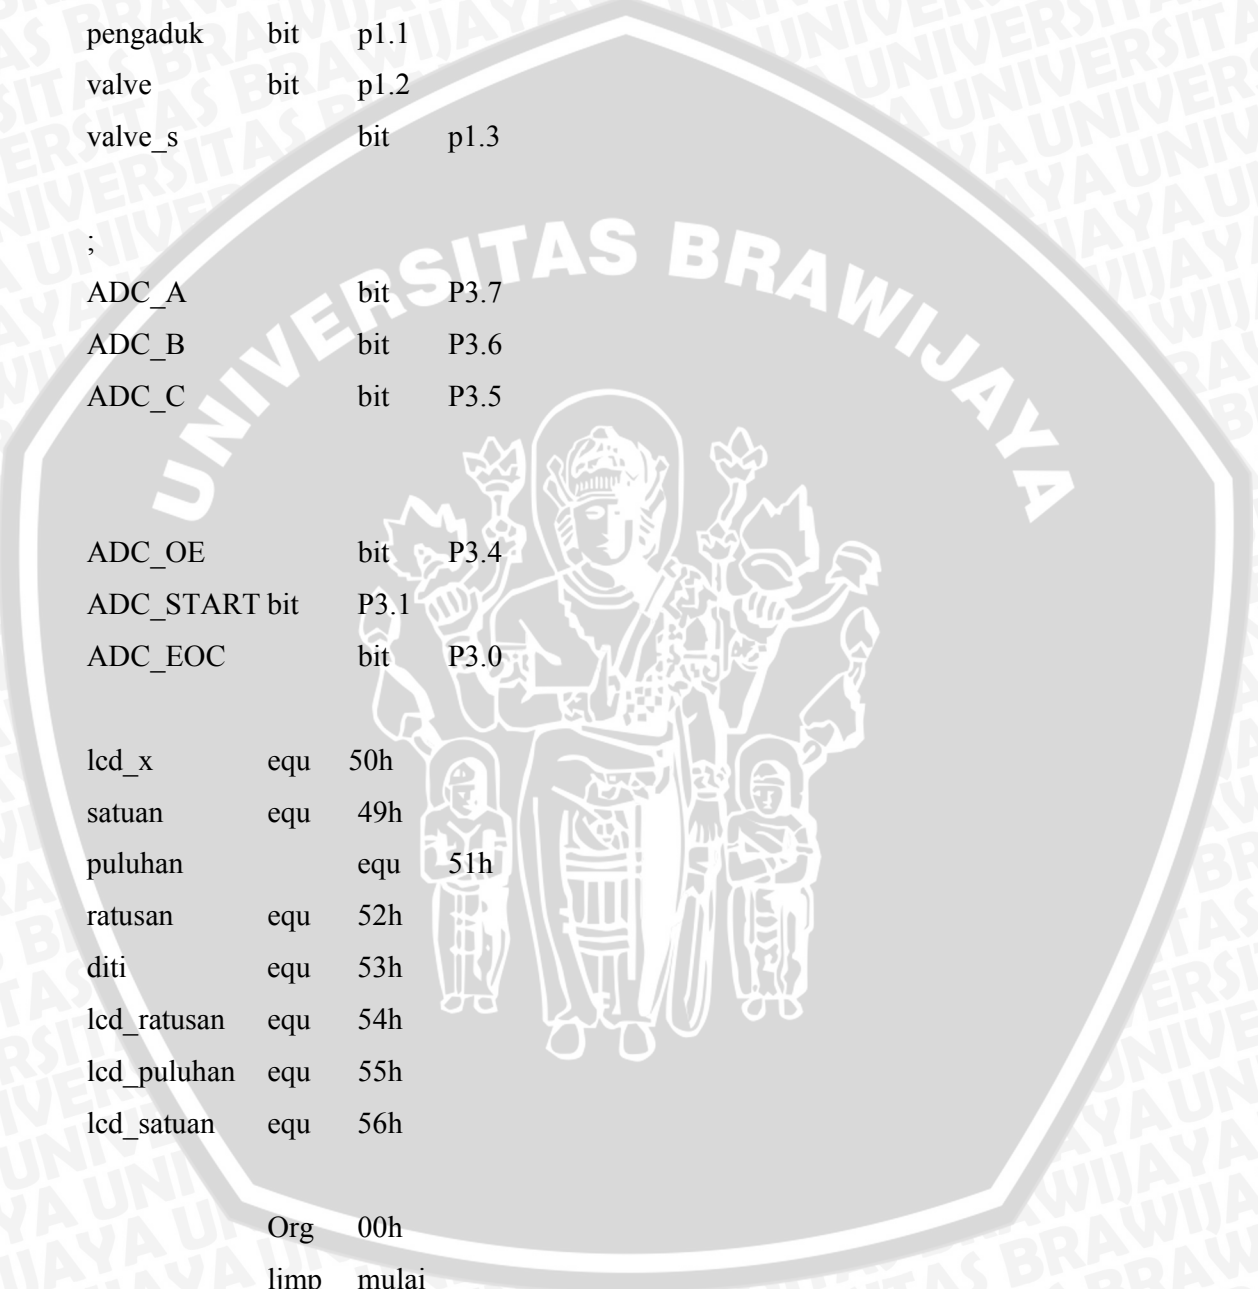 pengaduk bit p1.1
valve bit p1.2
valve_s bit p1.3
;
ADC_A bit P3.7
ADC_B bit P3.6
ADC_C bit P3.5
ADC_OE bit P3.4
ADC_START bit P3.1
ADC_EOC bit P3.0
lcd_x equ 50h
satuan equ 49h
puluhan equ 51h
ratusan equ 52h
diti equ 53h
lcd_ratusan equ 54h
lcd_puluhan equ 55h
lcd_satuan equ 56h
Org 00h
ljmp mulai
UNIVERSITAS BRAWIJAYA